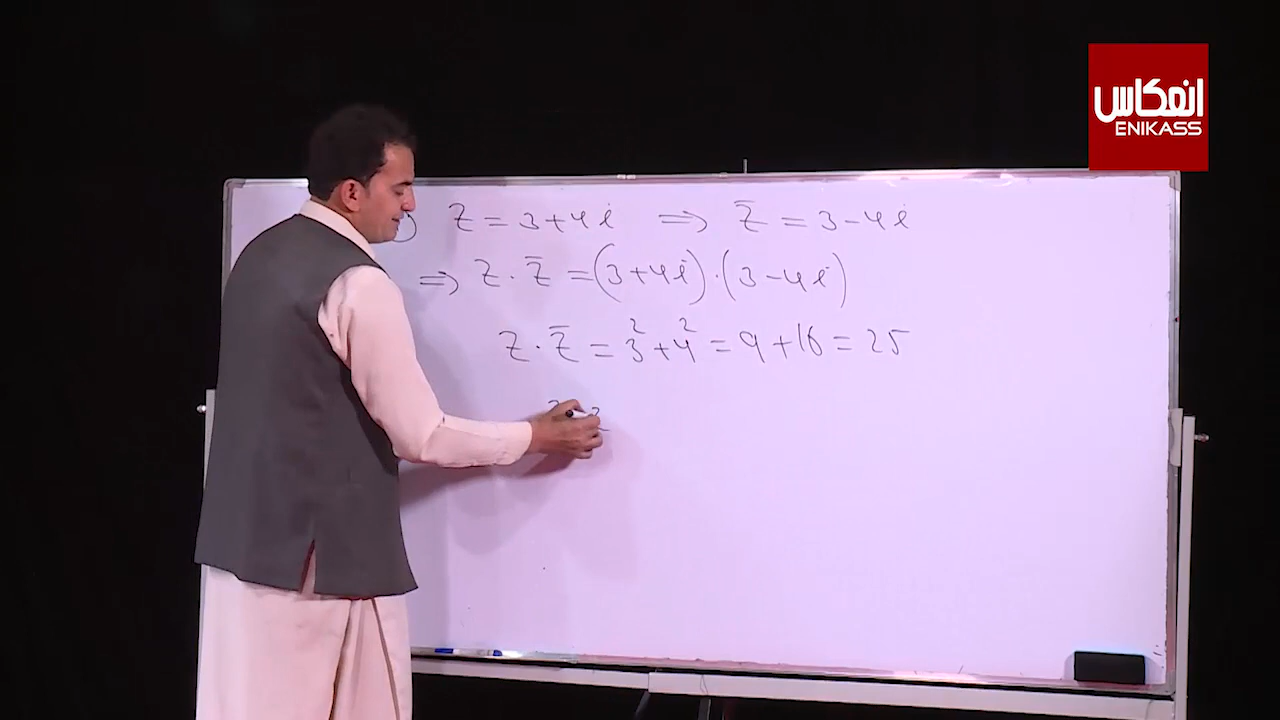 انعکاس
ENIKASS
) z = 3 + 4i ⇒ z̄ = 3 - 4i
⇒ z · z̄ = (3 + 4i) · (3 - 4i)
z · z̄ = 3² + 4² = 9 + 16 = 25